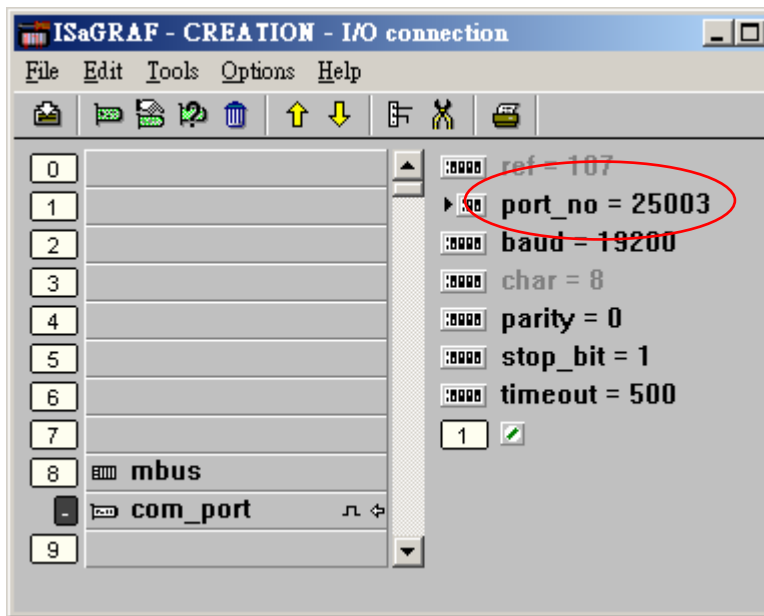 ISaGRAF - CREATION - I/O connection
File Edit Tools Options Help
0
1
2
3
4
5
6
7
8 mbus
- com_port
9
ref = 107
port_no = 25003
baud = 19200
char = 8
parity = 0
stop_bit = 1
timeout = 500
1